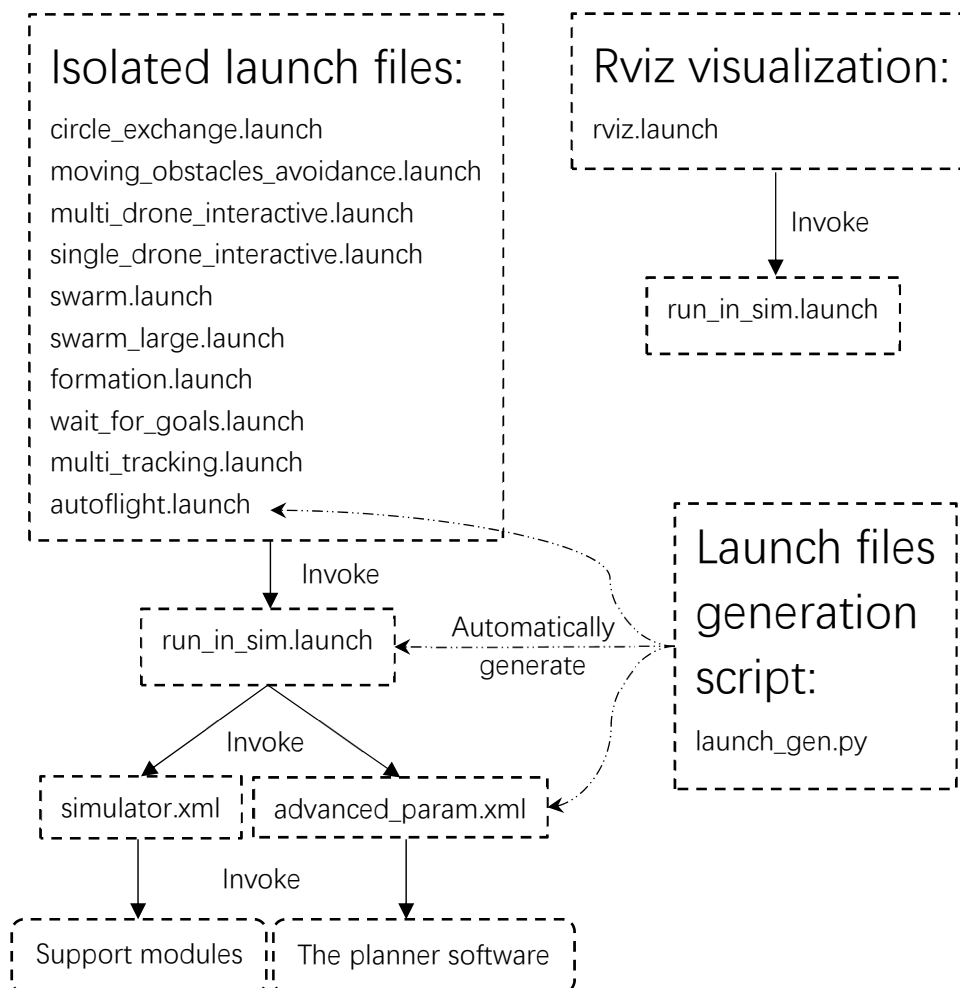 Isolated launch files:
circle_exchange.launch
moving_obstacles_avoidance.launch
multi_drone_interactive.launch
single_drone_interactive.launch
swarm.launch
swarm_large.launch
formation.launch
wait_for_goals.launch
multi_tracking.launch
autoflight.launch
Rviz visualization:
rviz.launch
Invoke
run_in_sim.launch
Invoke
run_in_sim.launch
Automatically
generate
Launch files
generation
script:
launch_gen.py
Invoke
simulator.xml
advanced_param.xml
Invoke
Support modules
The planner software